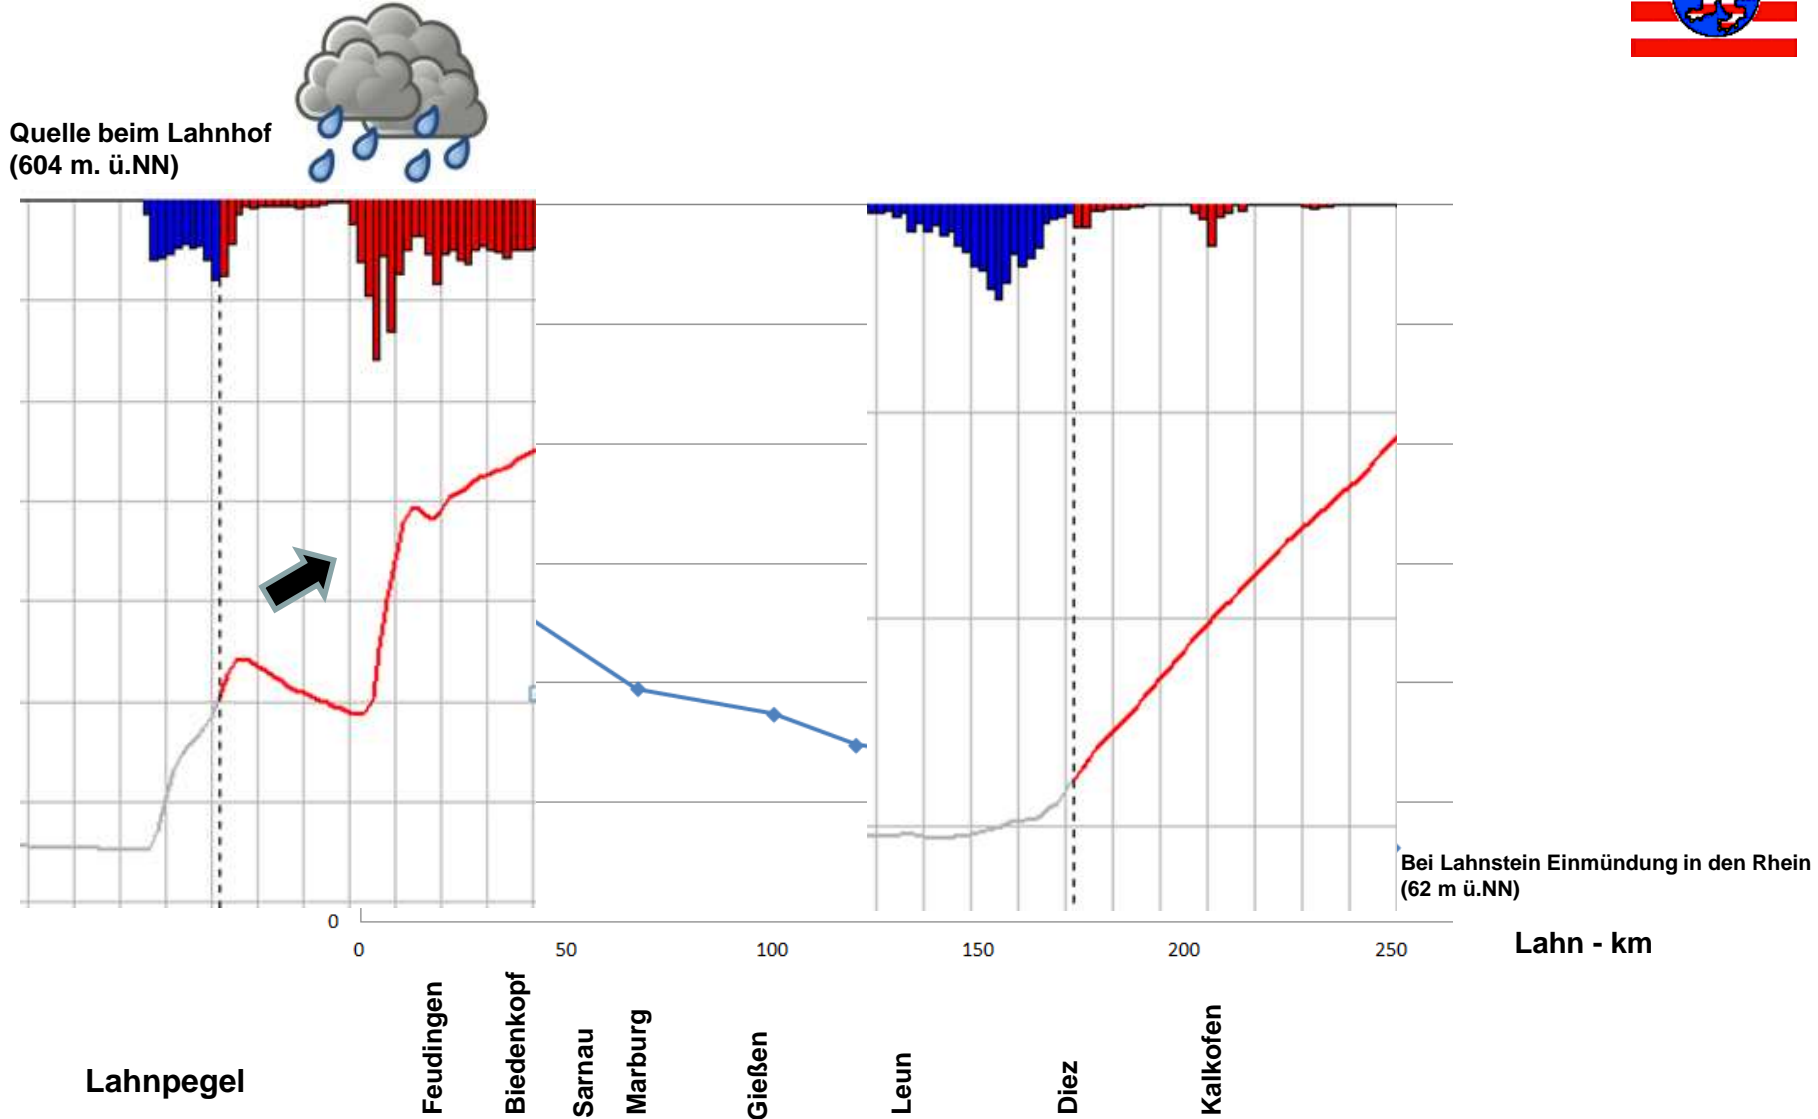 Quelle beim Lahnhof
(604 m. ü.NN)
Bei Lahnstein Einmündung in den Rhein
(62 m ü.NN)
0
0
50
100
150
200
250
Lahn - km
Lahnpegel
Feudingen
Biedenkopf
Sarnau
Marburg
Gießen
Leun
Diez
Kalkofen